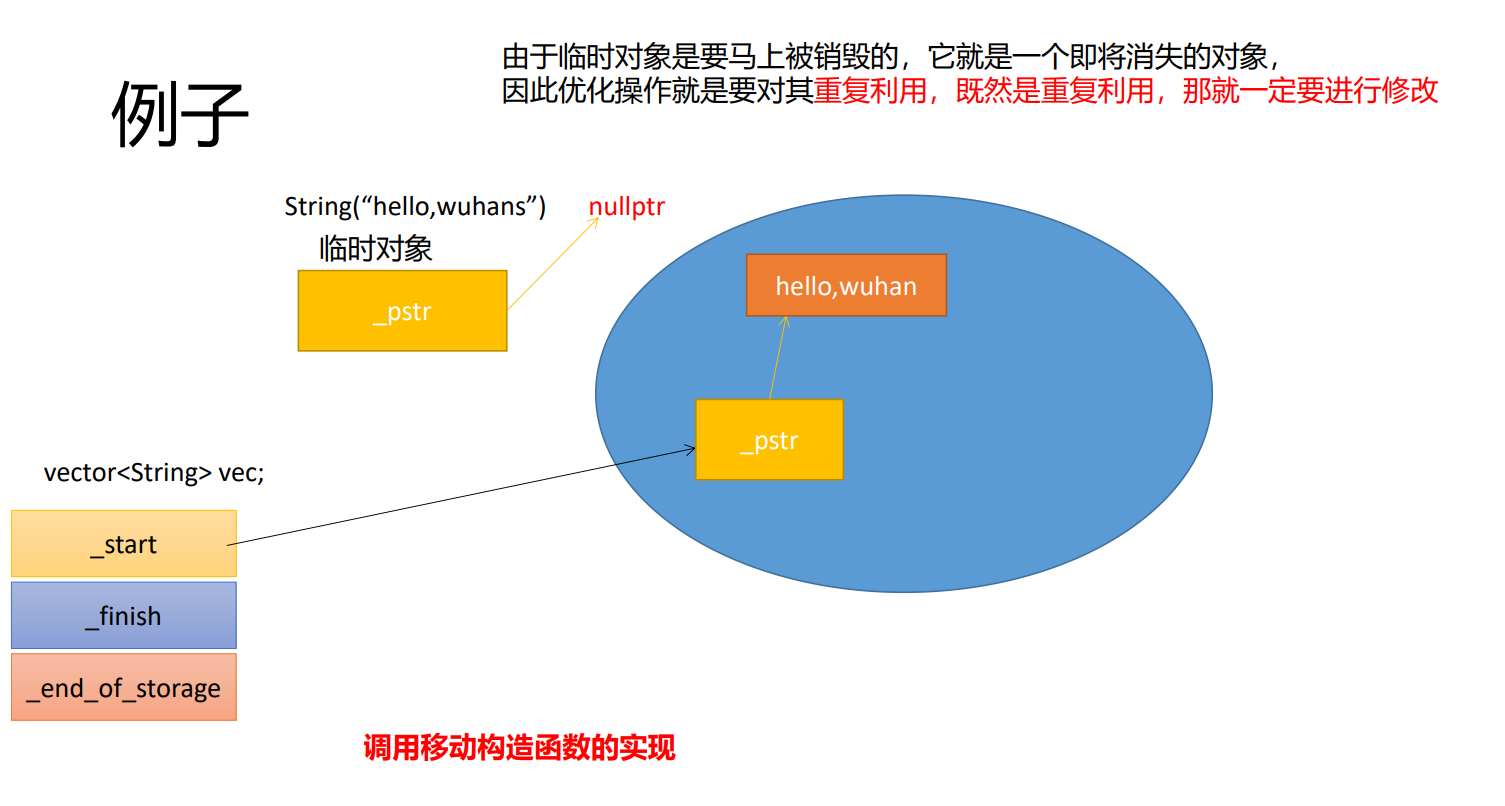 例子
由于临时对象是要马上被销毁的，它就是一个即将消失的对象，
因此优化操作就是要对其重复利用，既然是重复利用，那就一定要进行修改
String(“hello,wuhans”)
nullptr
临时对象
_pstr
hello,wuhan
_pstr
vector<String> vec;
_start
_finish
_end_of_storage
调用移动构造函数的实现